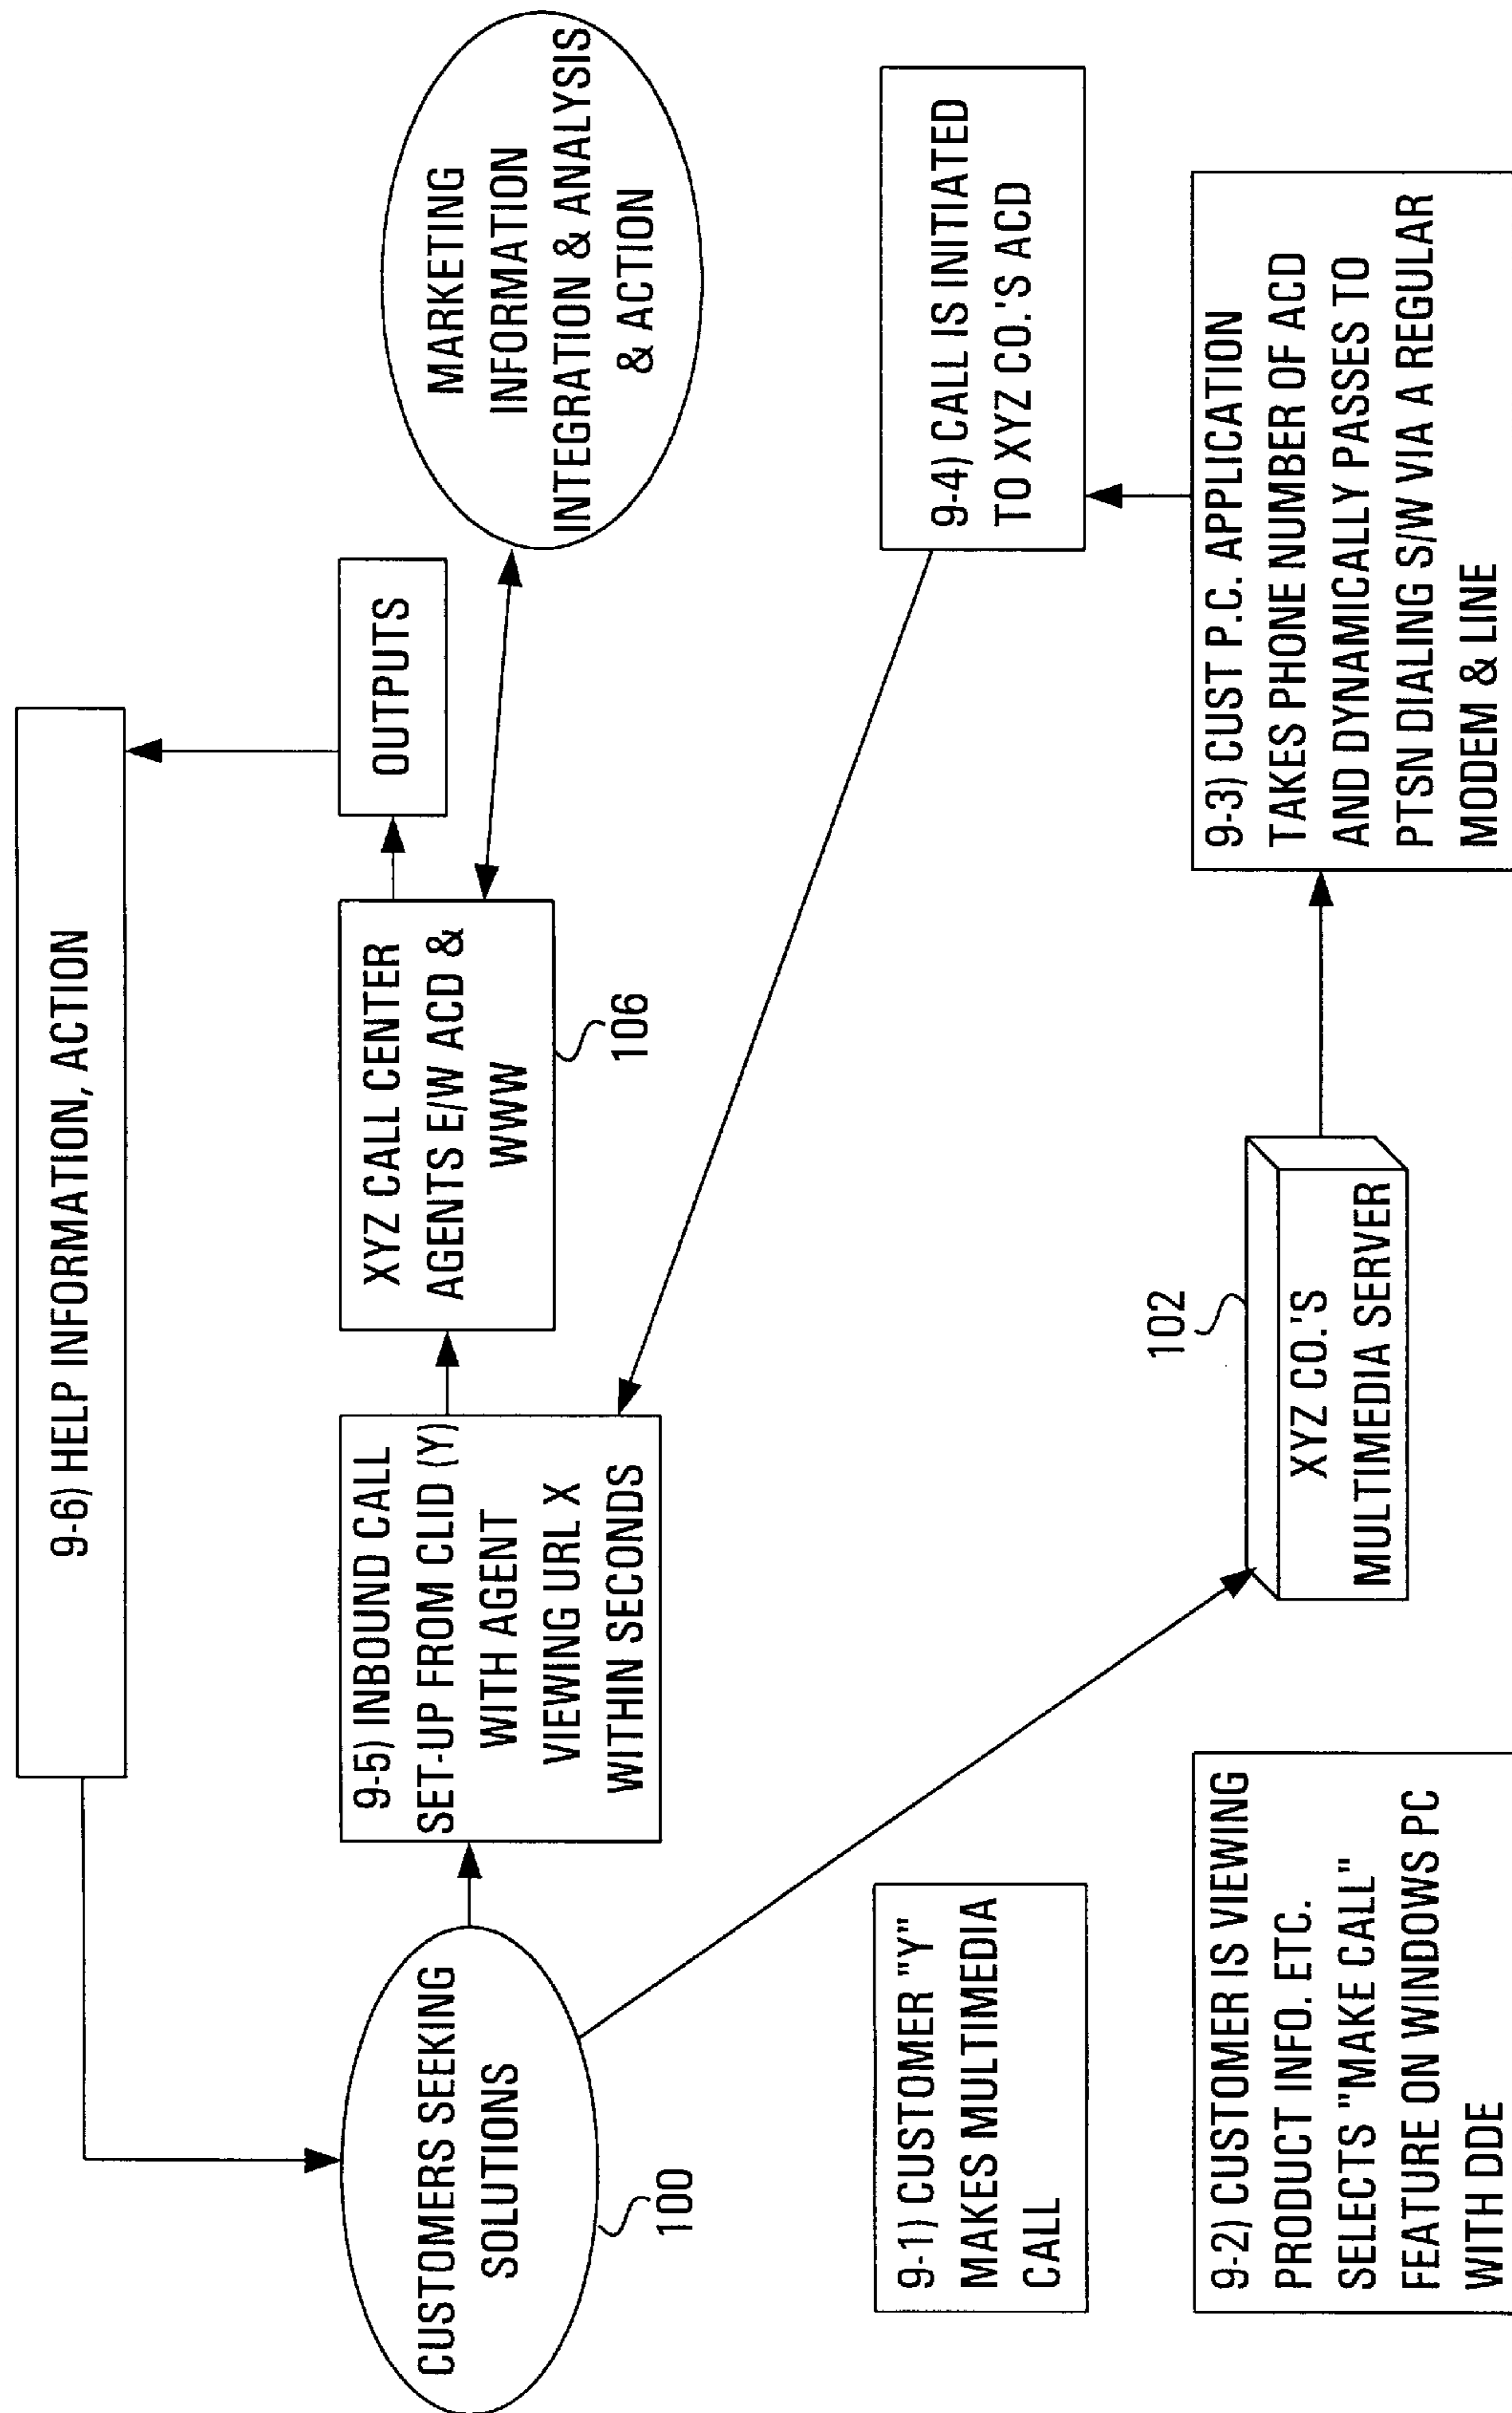 9-6) HELP INFORMATION, ACTION
CUSTOMERS SEEKING
SOLUTIONS
100
9-5) INBOUND CALL
SET-UP FROM CLID (Y)
WITH AGENT
VIEWING URL X
WITHIN SECONDS
XYZ CALL CENTER
AGENTS E/W ACD &
WWW
106
OUTPUTS
MARKETING
INFORMATION
INTEGRATION & ANALYSIS
& ACTION
9-1) CUSTOMER "Y"
MAKES MULTIMEDIA
CALL
9-4) CALL IS INITIATED
TO XYZ CO.'S ACD
9-2) CUSTOMER IS VIEWING
PRODUCT INFO. ETC.
SELECTS "MAKE CALL"
FEATURE ON WINDOWS PC
WITH DDE
102
XYZ CO.'S
MULTIMEDIA SERVER
9-3) CUST P.C. APPLICATION
TAKES PHONE NUMBER OF ACD
AND DYNAMICALLY PASSES TO
PTSN DIALING S/W VIA A REGULAR
MODEM & LINE